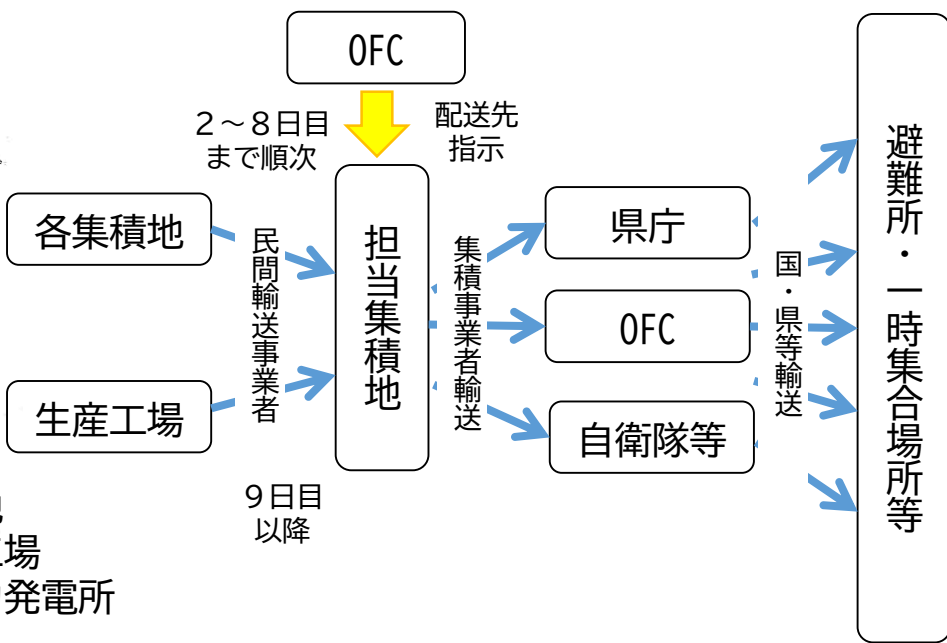 OFC
2～8日目
まで順次
配送先
指示
各集積地
生産工場
民間輸送事業者
担当集積地
9日目
以降
集積事業者輸送
県庁
OFC
自衛隊等
国・県等輸送
避難所・一時集合場所等
場
発電所